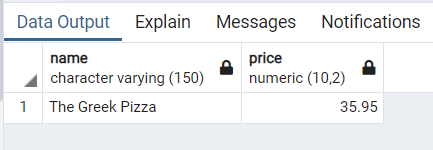 Data Output Explain Messages Notifications
name price
character varying (150) numeric (10,2)
1 The Greek Pizza 35.95